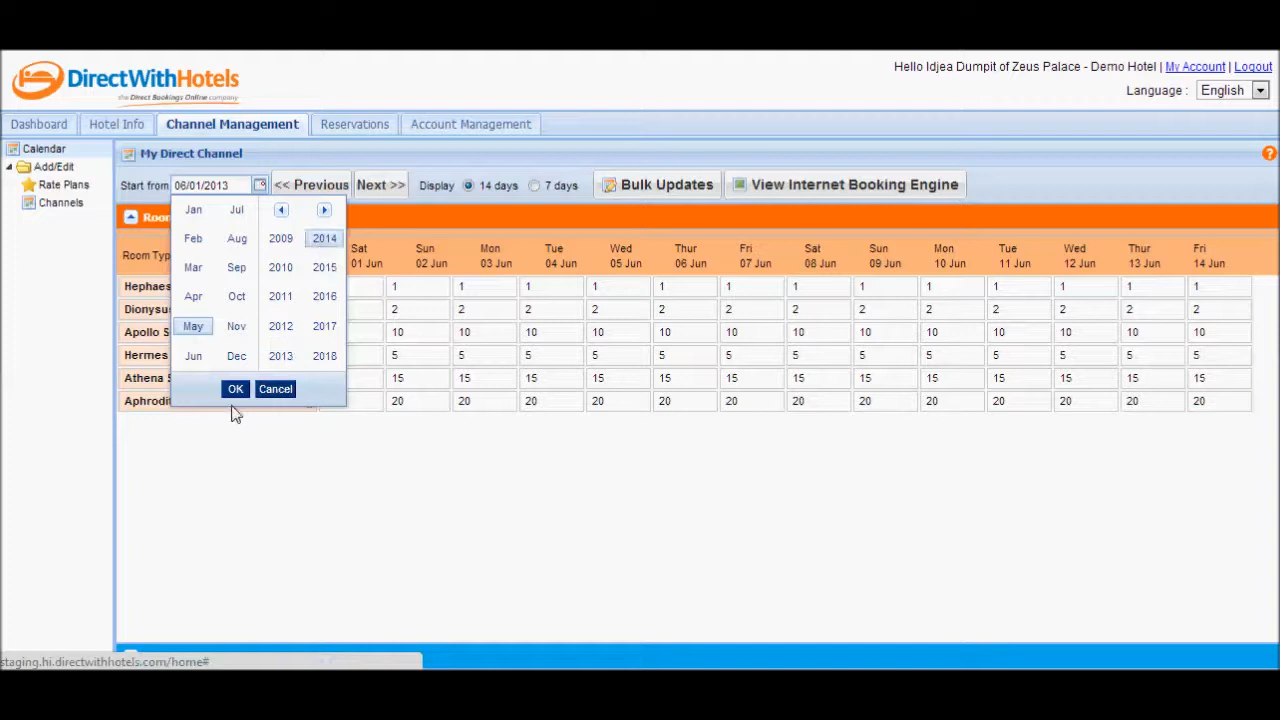 Hello Idjea Dumpit of Zeus Palace - Demo Hotel | My Account | Logout
DirectWithHotels
the Direct Bookings Online company
Language : English
Dashboard Hotel Info Channel Management Reservations Account Management
Calendar
Add/Edit
Rate Plans
Channels
My Direct Channel
Start from 06/01/2013 << Previous Next >> Display 14 days 7 days Bulk Updates View Internet Booking Engine
Jan Jul
Feb Aug 2009 2014
Mar Sep 2010 2015
Apr Oct 2011 2016
May Nov 2012 2017
Jun Dec 2013 2018
OK Cancel
Room
Room Typ Sat Sun Mon Tue Wed Thur Fri Sat Sun Mon Tue Wed Thur Fri
01 Jun 02 Jun 03 Jun 04 Jun 05 Jun 06 Jun 07 Jun 08 Jun 09 Jun 10 Jun 11 Jun 12 Jun 13 Jun 14 Jun
Hephaes 1 1 1 1 1 1 1 1 1 1 1 1 1
Dionysus 2 2 2 2 2 2 2 2 2 2 2 2 2
Apollo S 10 10 10 10 10 10 10 10 10 10 10 10 10
Hermes 5 5 5 5 5 5 5 5 5 5 5 5 5
Athena S 15 15 15 15 15 15 15 15 15 15 15 15 15
Aphrodit 20 20 20 20 20 20 20 20 20 20 20 20 20
staging.hi.directwithhotels.com/home#